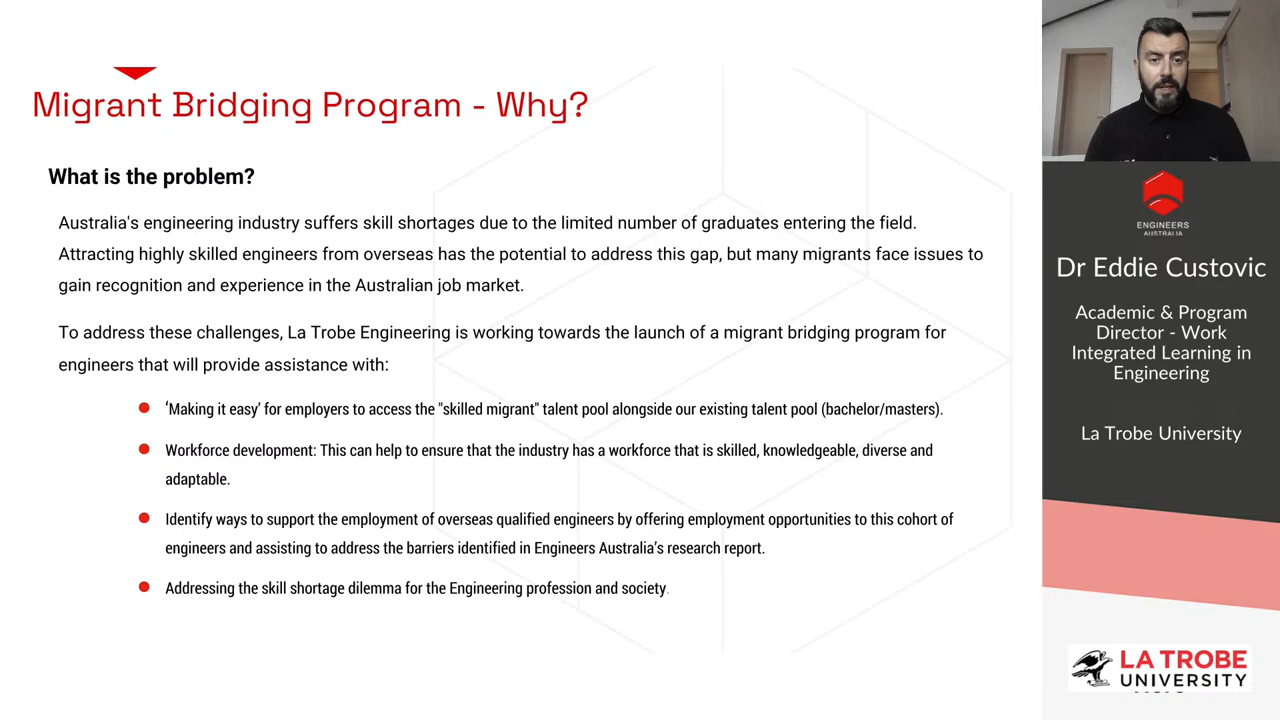 Migrant Bridging Program - Why?
What is the problem?
Australia's engineering industry suffers skill shortages due to the limited number of graduates entering the field.
Attracting highly skilled engineers from overseas has the potential to address this gap, but many migrants face issues to
gain recognition and experience in the Australian job market.
To address these challenges, La Trobe Engineering is working towards the launch of a migrant bridging program for
engineers that will provide assistance with:
‘Making it easy’ for employers to access the "skilled migrant" talent pool alongside our existing talent pool (bachelor/masters).
Workforce development: This can help to ensure that the industry has a workforce that is skilled, knowledgeable, diverse and
adaptable.
Identify ways to support the employment of overseas qualified engineers by offering employment opportunities to this cohort of
engineers and assisting to address the barriers identified in Engineers Australia’s research report.
Addressing the skill shortage dilemma for the Engineering profession and society.
ENGINEERS
AUSTRALIA
Dr Eddie Custovic
Academic & Program
Director - Work
Integrated Learning in
Engineering
La Trobe University
LA TROBE
UNIVERSITY